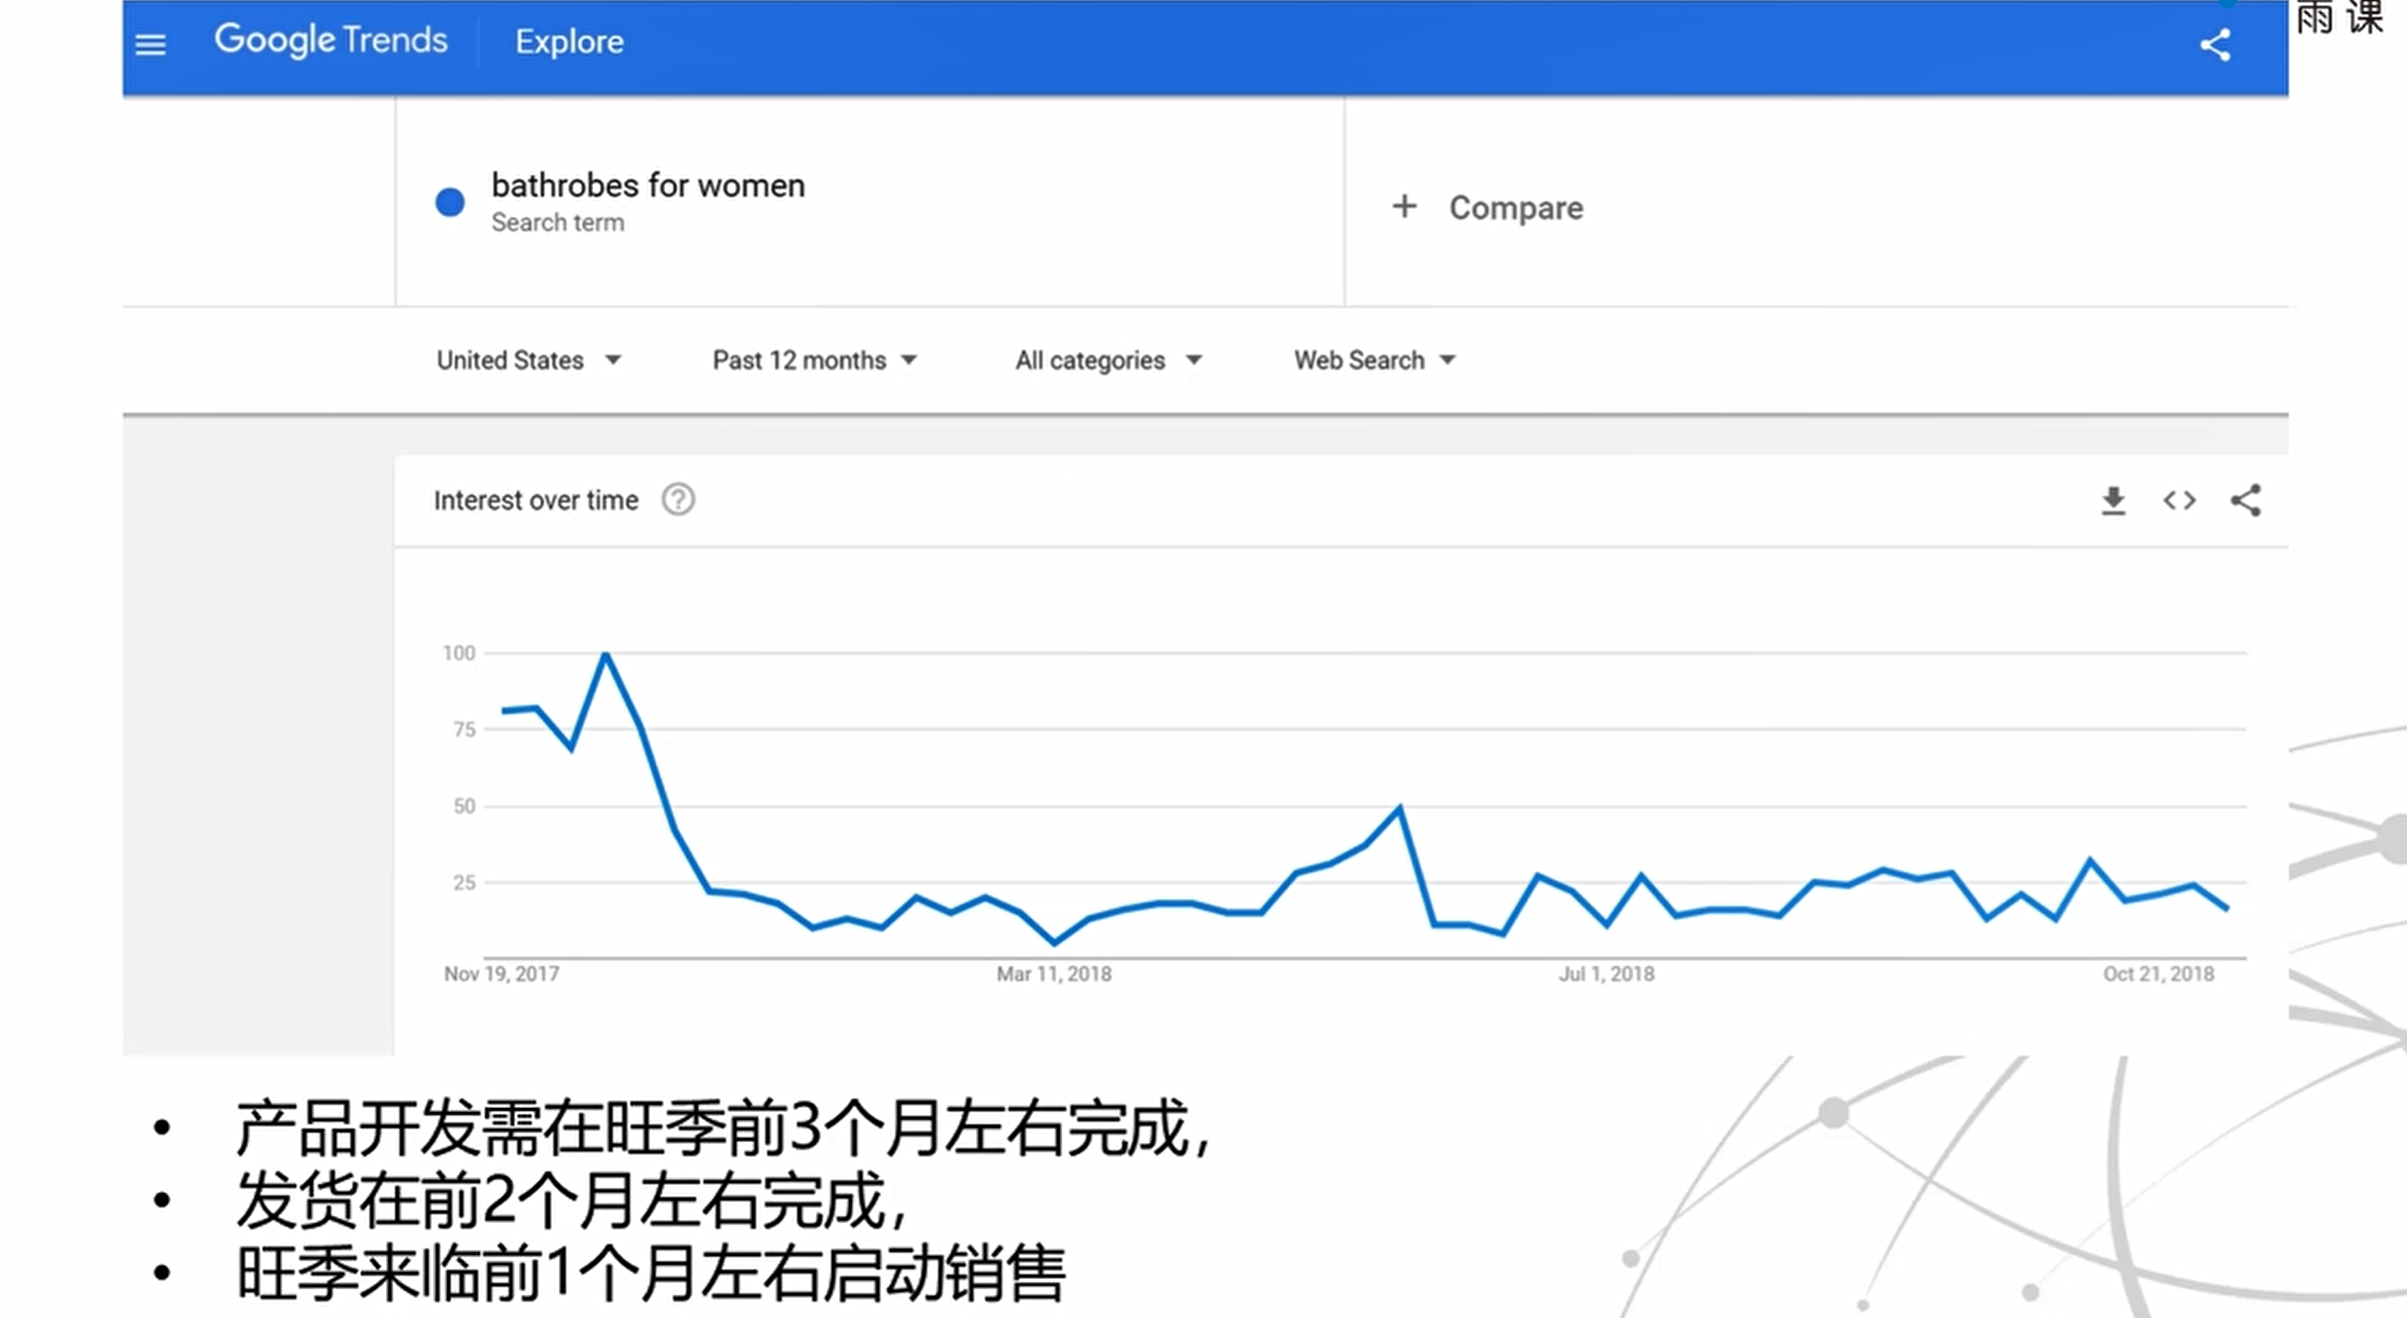 雨课
Google Trends Explore
bathrobes for women
Search term
+ Compare
United States Past 12 months All categories Web Search
Interest over time ?
100
75
50
25
Nov 19, 2017 Mar 11, 2018 Jul 1, 2018 Oct 21, 2018
• 产品开发需在旺季前3个月左右完成，
• 发货在前2个月左右完成，
• 旺季来临前1个月左右启动销售